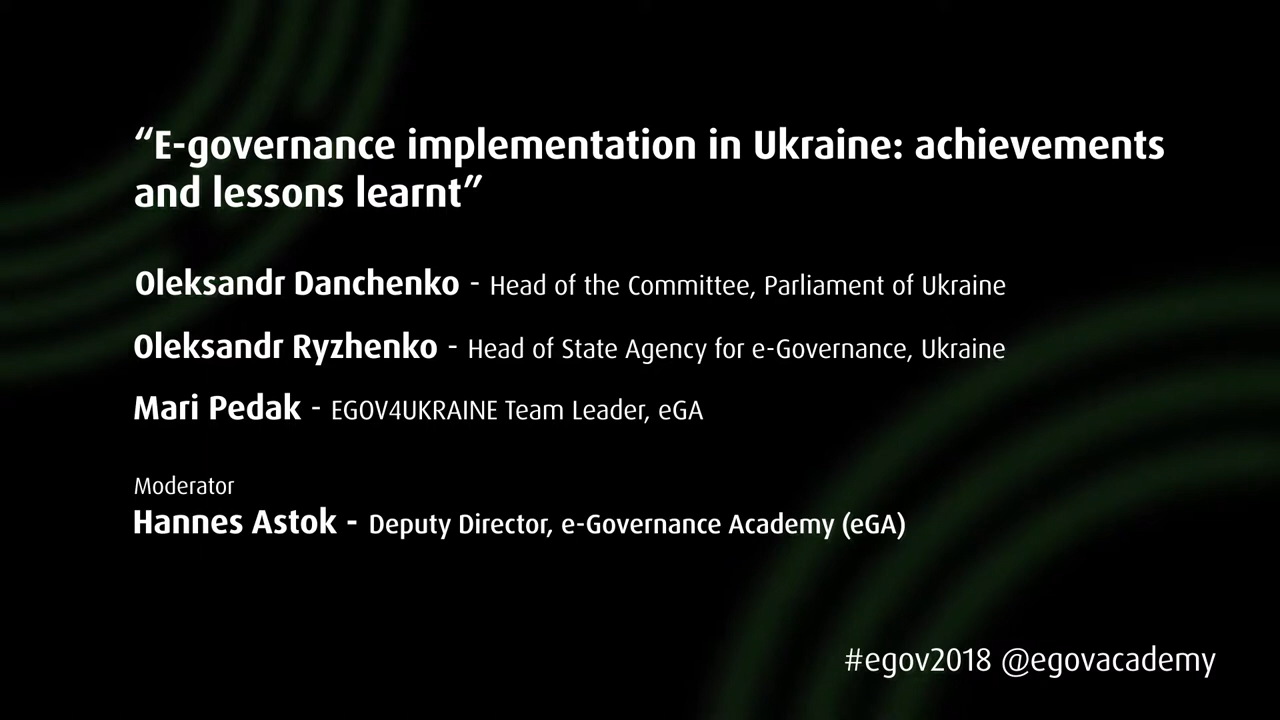 “E-governance implementation in Ukraine: achievements
and lessons learnt”
Oleksandr Danchenko - Head of the Committee, Parliament of Ukraine
Oleksandr Ryzhenko - Head of State Agency for e-Governance, Ukraine
Mari Pedak - EGOV4UKRAINE Team Leader, eGA
Moderator
Hannes Astok - Deputy Director, e-Governance Academy (eGA)
#egov2018 @egovacademy